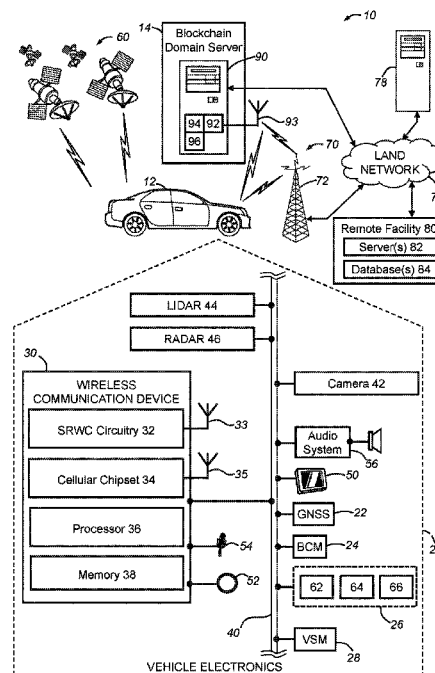 10
14
Blockchain
Domain Server
60
90
78
94 92
96
93
70
72
12
LAND
NETWORK
Remote Facility 80
Server(s) 82
Database(s) 84
LIDAR 44
RADAR 46
30
WIRELESS
COMMUNICATION DEVICE
Camera 42
SRWC Circuitry 32
33
Audio
System
56
Cellular Chipset 34
35
50
GNSS
22
Processor 36
54
BCM
24
Memory 38
52
62 64 66
26
40
VSM
28
VEHICLE ELECTRONICS